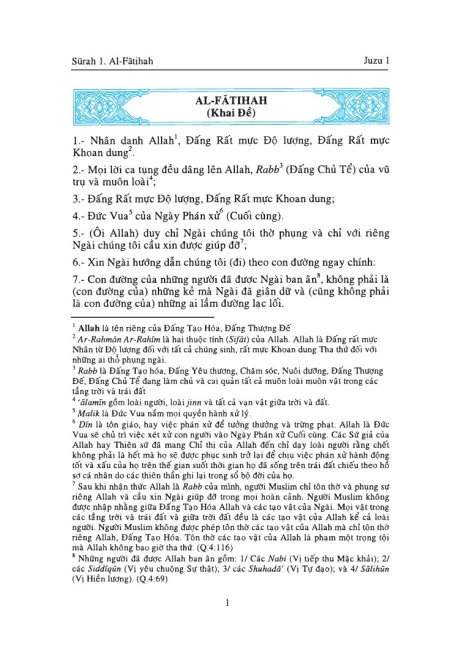 Sūrah 1. Al-Fātihah Juzu 1
AL-FĀTIHAH
(Khai Đề)
1.- Nhân danh Allah¹, Đấng Rất mực Độ lượng, Đấng Rất mực
Khoan dung².
2.- Mọi lời ca tụng đều dâng lên Allah, Rabb³ (Đấng Chủ Tể) của vũ
trụ và muôn loài⁴;
3.- Đấng Rất mực Độ lượng, Đấng Rất mực Khoan dung;
4.- Đức Vua⁵ của Ngày Phán xử⁶ (Cuối cùng).
5.- (Ôi Allah) duy chỉ Ngài chúng tôi thờ phụng và chỉ với riêng
Ngài chúng tôi cầu xin được giúp đỡ⁷;
6.- Xin Ngài hướng dẫn chúng tôi (đi) theo con đường ngay chính:
7.- Con đường của những người đã được Ngài ban ân⁸, không phải là
(con đường của) những kẻ mà Ngài đã giận dữ và (cũng không phải
là con đường của) những ai lầm đường lạc lối.
¹ Allah là tên riêng của Đấng Tạo Hóa, Đấng Thượng Đế
² Ar-Rahmān Ar-Rahīm là hai thuộc tính (Sifāt) của Allah. Allah là Đấng rất mực
Nhân từ Độ lượng đối với tất cả chúng sinh, rất mực Khoan dung Tha thứ đối với
những ai thờ phụng ngài.
³ Rabb là Đấng Tạo hóa, Đấng Yêu thương, Chăm sóc, Nuôi dưỡng, Đấng Thượng
Đế, Đấng Chủ Tể đang làm chủ và cai quản tất cả muôn loài muôn vật trong các
tầng trời và trái đất
⁴ ‘ālamīn gồm loài người, loài jinn và tất cả vạn vật giữa trời và đất.
⁵ Malik là Đức Vua nắm mọi quyền hành xử lý.
⁶ Dīn là tôn giáo, hay việc phán xử để tưởng thưởng và trừng phạt. Allah là Đức
Vua sẽ chủ trì việc xét xử con người vào Ngày Phán xử Cuối cùng. Các Sứ giả của
Allah hay Thiên sứ đã mang Chỉ thị của Allah đến chỉ dạy loài người rằng chết
không phải là hết mà họ sẽ được phục sinh trở lại để chịu việc phán xử hành động
tốt và xấu của họ trên thế gian suốt thời gian họ đã sống trên trái đất chiếu theo hồ
sơ cá nhân do các thiên thần ghi lại trong sổ bộ đời của họ.
⁷ Sau khi nhận thức Allah là Rabb của mình, người Muslim chỉ tôn thờ và phụng sự
riêng Allah và cầu xin Ngài giúp đỡ trong mọi hoàn cảnh. Người Muslim không
được nhập nhằng giữa Đấng Tạo Hóa Allah và các tạo vật của Ngài. Mọi vật trong
các tầng trời và trái đất và giữa trời đất đều là các tạo vật của Allah kể cả loài
người. Người Muslim không được phép tôn thờ các tạo vật của Allah mà chỉ tôn thờ
riêng Allah, Đấng Tạo Hóa. Tôn thờ các tạo vật của Allah là phạm một trọng tội
mà Allah không bao giờ tha thứ. (Q.4:116)
⁸ Những người đã được Allah ban ân gồm: 1/ Các Nabi (Vị tiếp thu Mặc khải); 2/
các Siddīqūn (Vị yêu chuộng Sự thật); 3/ các Shuhadā’ (Vị Tự đạo); và 4/ Sālihūn
(Vị Hiền lương). (Q.4:69)
1